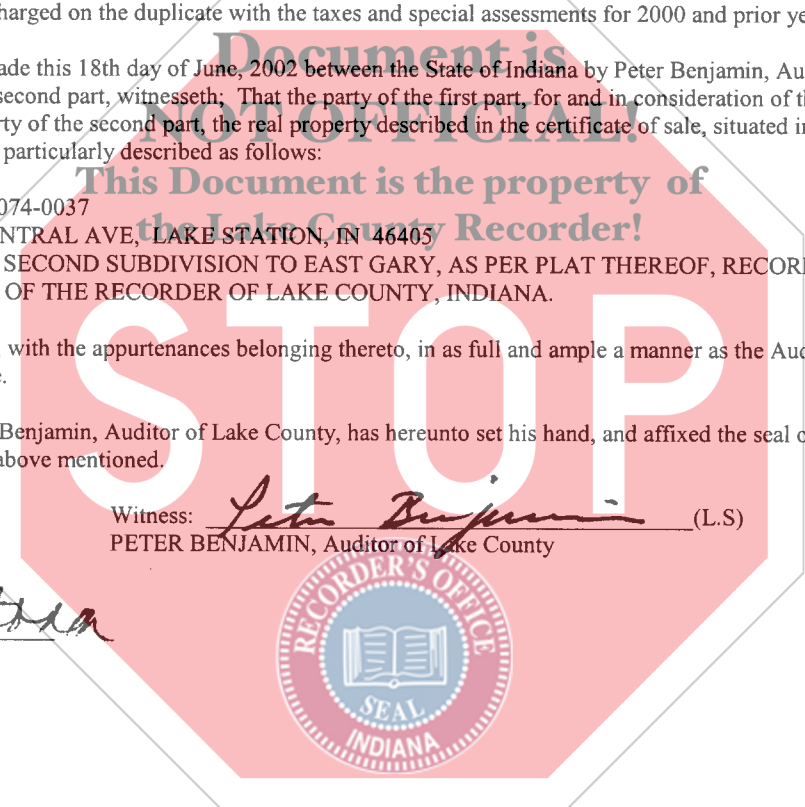 harged on the duplicate with the taxes and special assessments for 2000 and prior ye
Document is
ade this 18th day of June, 2002 between the State of Indiana by Peter Benjamin, Au
second part, witnesseth; That the party of the first part, for and in consideration of th
NOT OFFICIAL!
rty of the second part, the real property described in the certificate of sale, situated in
particularly described as follows:
This Document is the property of
074-0037
the Lake County Recorder!
NTRAL AVE, LAKE STATION, IN 46405
SECOND SUBDIVISION TO EAST GARY, AS PER PLAT THEREOF, RECOR
OF THE RECORDER OF LAKE COUNTY, INDIANA.
STOP
, with the appurtenances belonging thereto, in as full and ample a manner as the Aud
e.
Benjamin, Auditor of Lake County, has hereunto set his hand, and affixed the seal o
above mentioned.
Witness: Peter Benjamin (L.S)
PETER BENJAMIN, Auditor of Lake County
RECORDER'S OFFICE
SEAL
INDIANA